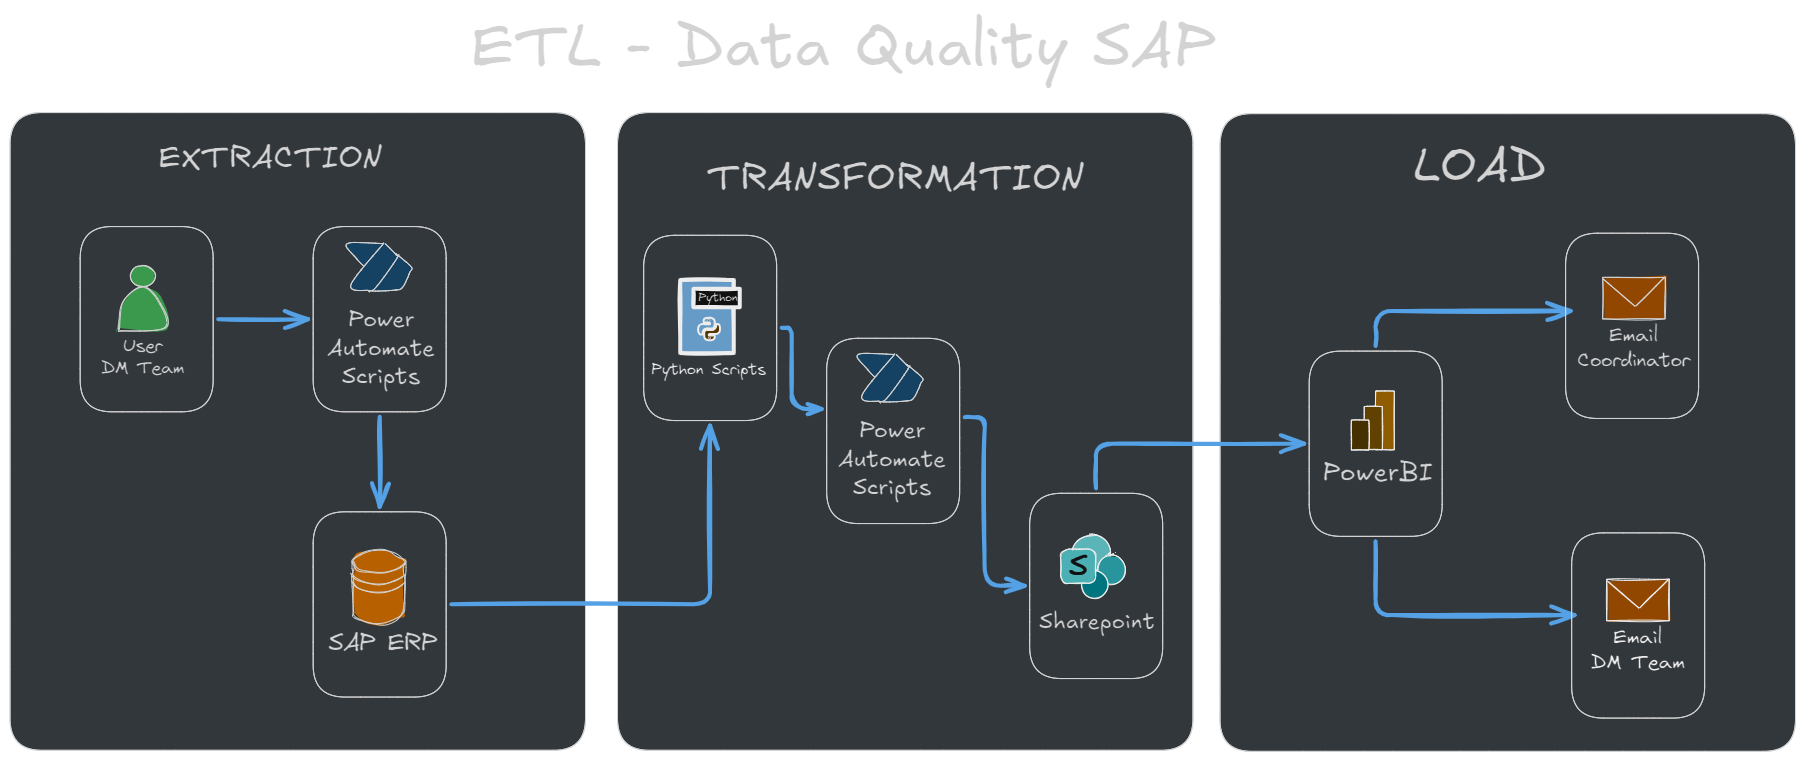 ETL - Data Quality SAP
EXTRACTION
User
DM Team
Power
Automate
Scripts
SAP ERP
TRANSFORMATION
Python
Python Scripts
Power
Automate
Scripts
S
Sharepoint
LOAD
PowerBI
Email
Coordinator
Email
DM Team